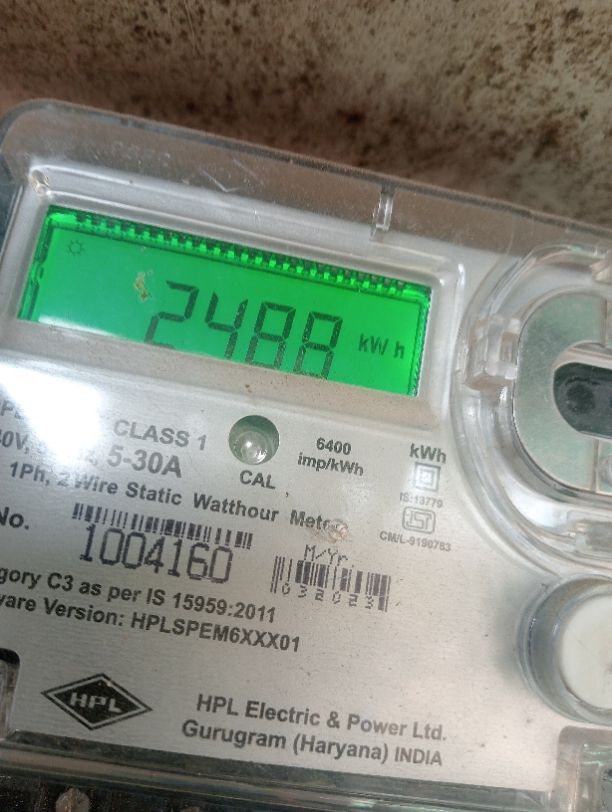 2488 kWh
CLASS 1
5-30A
CAL
6400
imp/kWh
kWh
IS:13779
CM/L-9190783
1Ph, 2 Wire Static Watthour Meter
No.
1004160
M/Yr.
032023
gory C3 as per IS 15959:2011
ware Version: HPLSPEM6XXX01
HPL
HPL Electric & Power Ltd.
Gurugram (Haryana) INDIA